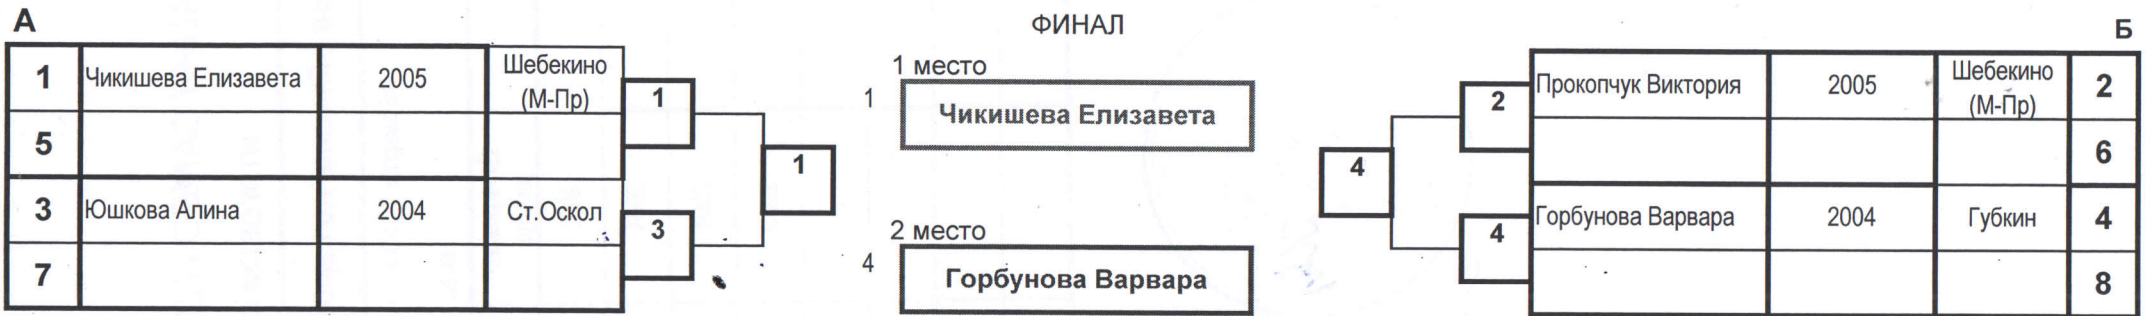 А
ФИНАЛ
Б
1 Чикишева Елизавета 2005 Шебекино (М-Пр)
5
3 Юшкова Алина 2004 Ст.Оскол
7
1
3
1
1 место
1 Чикишева Елизавета
2 место
4 Горбунова Варвара
4
2
4
Прокопчук Виктория 2005 Шебекино (М-Пр) 2
6
Горбунова Варвара 2004 Губкин 4
8